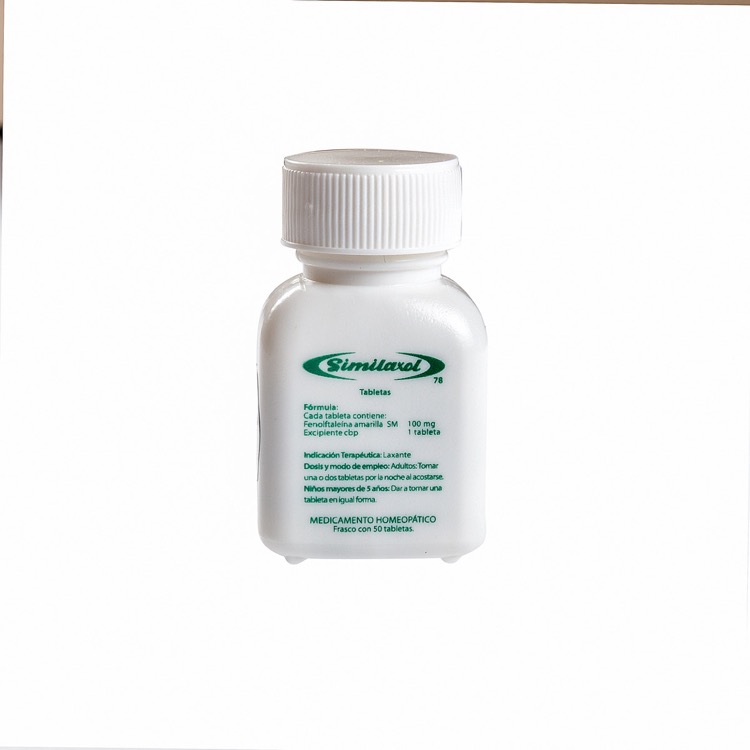 Similaxol
78
Tabletas
Fórmula:
Cada tableta contiene:
Fenolftaleína amarilla SM 100 mg
Excipiente cbp 1 tableta
Indicación Terapéutica: Laxante
Dosis y modo de empleo: Adultos: Tomar
una o dos tabletas por la noche al acostarse.
Niños mayores de 5 años: Dar a tomar una
tableta en igual forma.
MEDICAMENTO HOMEOPÁTICO
Frasco con 50 tabletas.